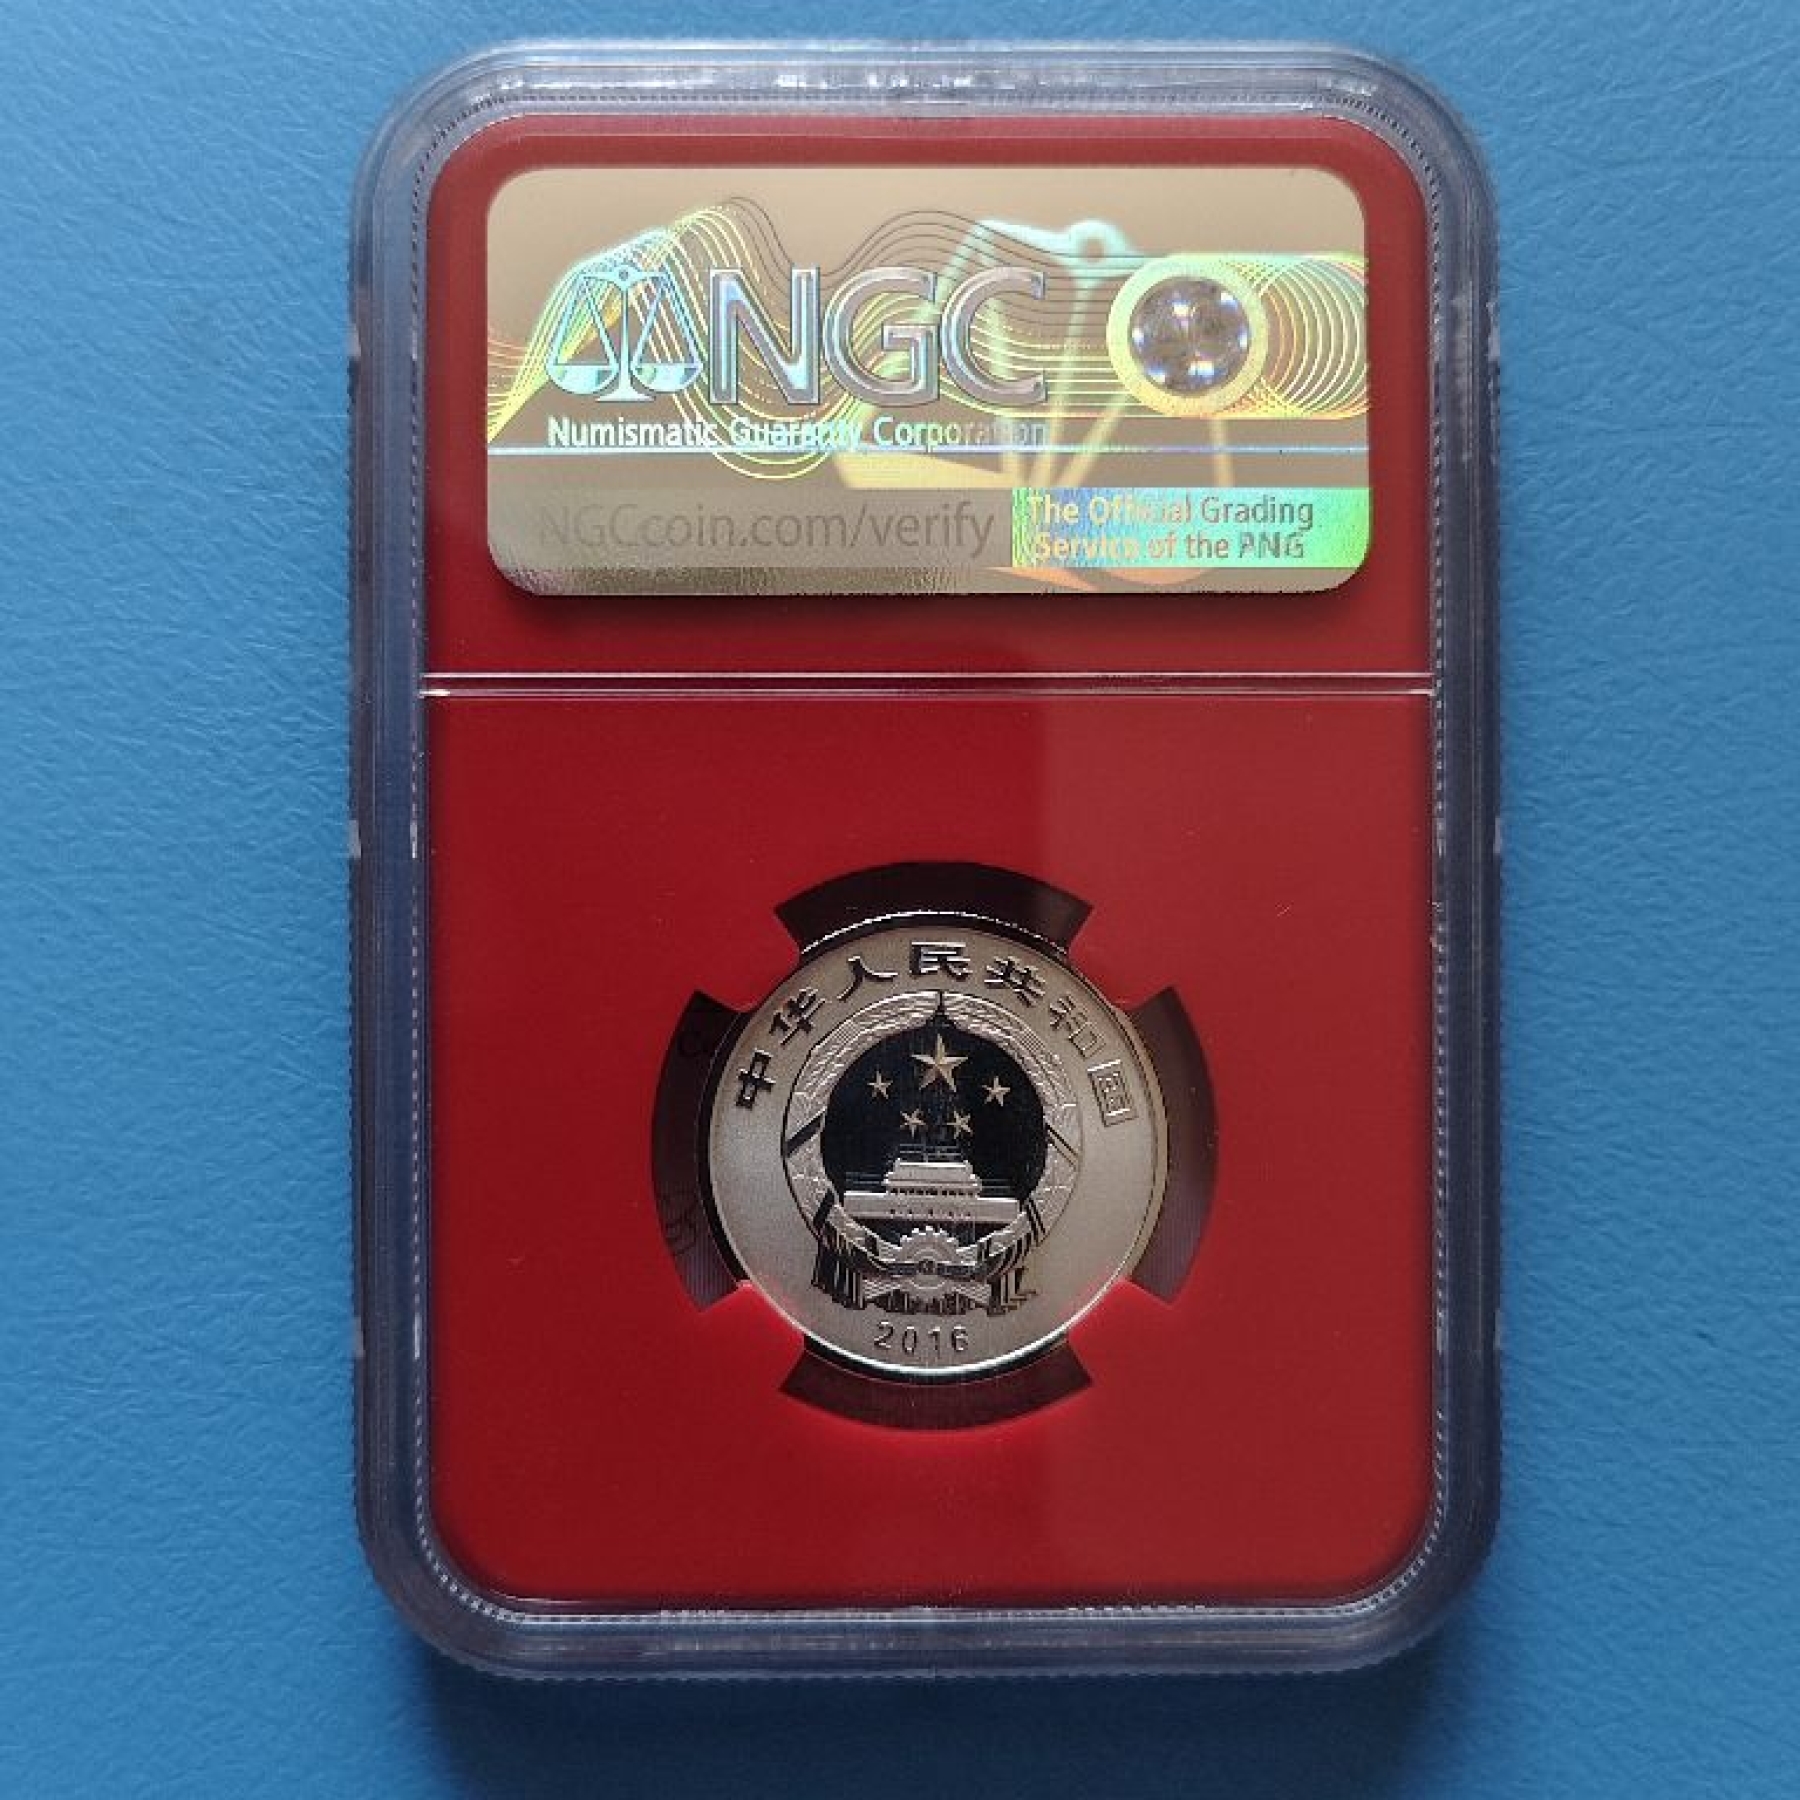 NGC
Numismatic Guaranty Corporation
NGCcoin.com/verify
The Official Grading
Service of the PNG
中华人民共和国
2016